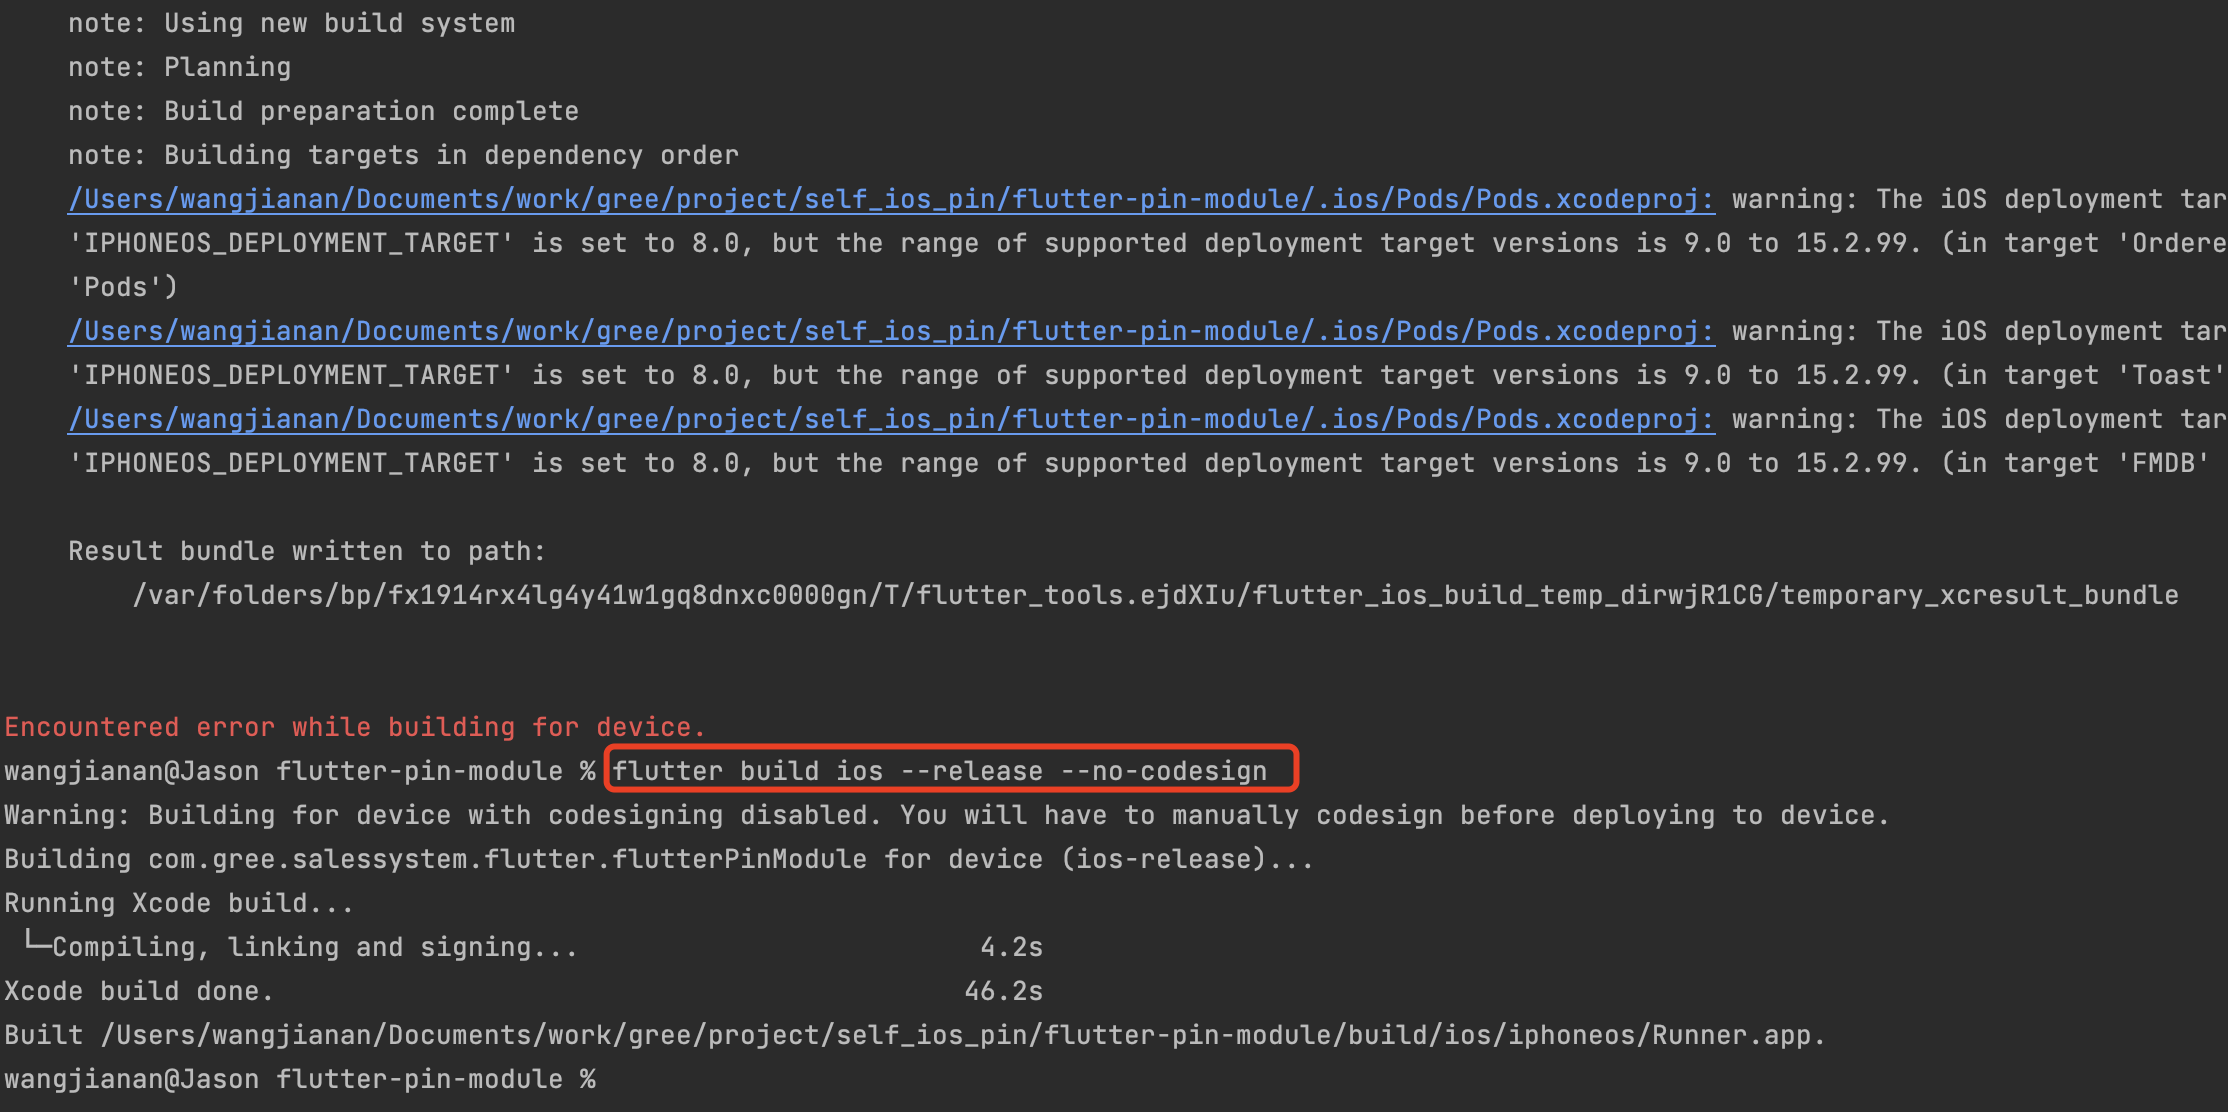 note: Using new build system
note: Planning
note: Build preparation complete
note: Building targets in dependency order
/Users/wangjianan/Documents/work/gree/project/self_ios_pin/flutter-pin-module/.ios/Pods/Pods.xcodeproj: warning: The iOS deployment tar
'IPHONEOS_DEPLOYMENT_TARGET' is set to 8.0, but the range of supported deployment target versions is 9.0 to 15.2.99. (in target 'Ordere
'Pods')
/Users/wangjianan/Documents/work/gree/project/self_ios_pin/flutter-pin-module/.ios/Pods/Pods.xcodeproj: warning: The iOS deployment tar
'IPHONEOS_DEPLOYMENT_TARGET' is set to 8.0, but the range of supported deployment target versions is 9.0 to 15.2.99. (in target 'Toast'
/Users/wangjianan/Documents/work/gree/project/self_ios_pin/flutter-pin-module/.ios/Pods/Pods.xcodeproj: warning: The iOS deployment tar
'IPHONEOS_DEPLOYMENT_TARGET' is set to 8.0, but the range of supported deployment target versions is 9.0 to 15.2.99. (in target 'FMDB'
Result bundle written to path:
/var/folders/bp/fx1914rx4lg4y41w1gq8dnxc0000gn/T/flutter_tools.ejdXIu/flutter_ios_build_temp_dirwjR1CG/temporary_xcresult_bundle
Encountered error while building for device.
wangjianan@Jason flutter-pin-module % flutter build ios --release --no-codesign
Warning: Building for device with codesigning disabled. You will have to manually codesign before deploying to device.
Building com.gree.salessystem.flutter.flutterPinModule for device (ios-release)...
Running Xcode build...
└─Compiling, linking and signing... 4.2s
Xcode build done. 46.2s
Built /Users/wangjianan/Documents/work/gree/project/self_ios_pin/flutter-pin-module/build/ios/iphoneos/Runner.app.
wangjianan@Jason flutter-pin-module %